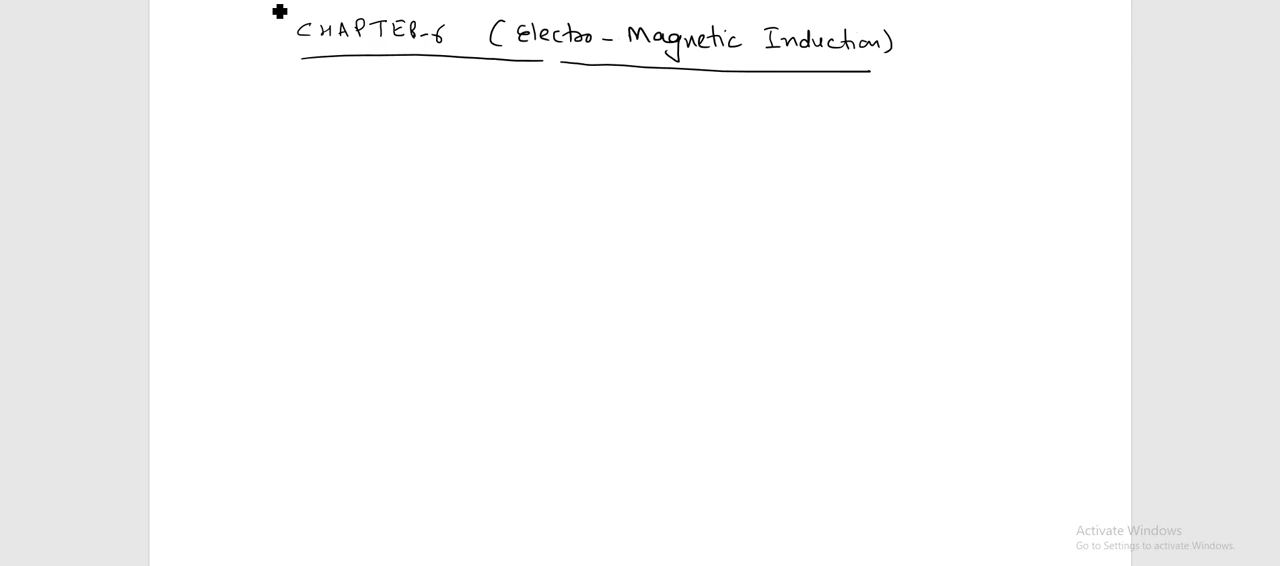 CHAPTER-6 (Electro-Magnetic Induction)
Activate Windows
Go to Settings to activate Windows.